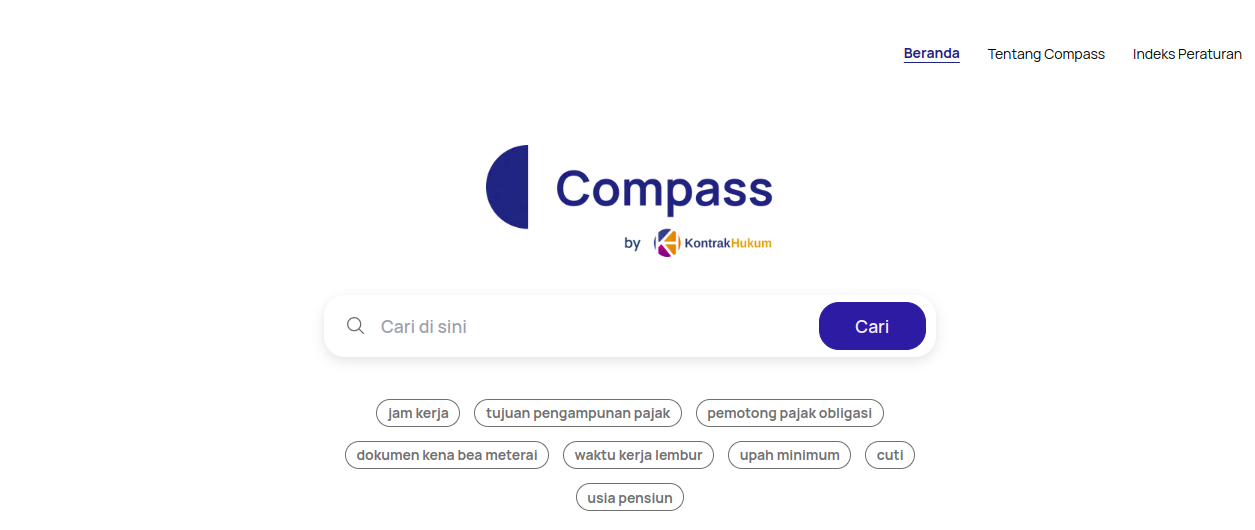 Beranda Tentang Compass Indeks Peraturan
Compass
by KontrakHukum
Cari di sini Cari
jam kerja tujuan pengampunan pajak pemotong pajak obligasi
dokumen kena bea meterai waktu kerja lembur upah minimum cuti
usia pensiun